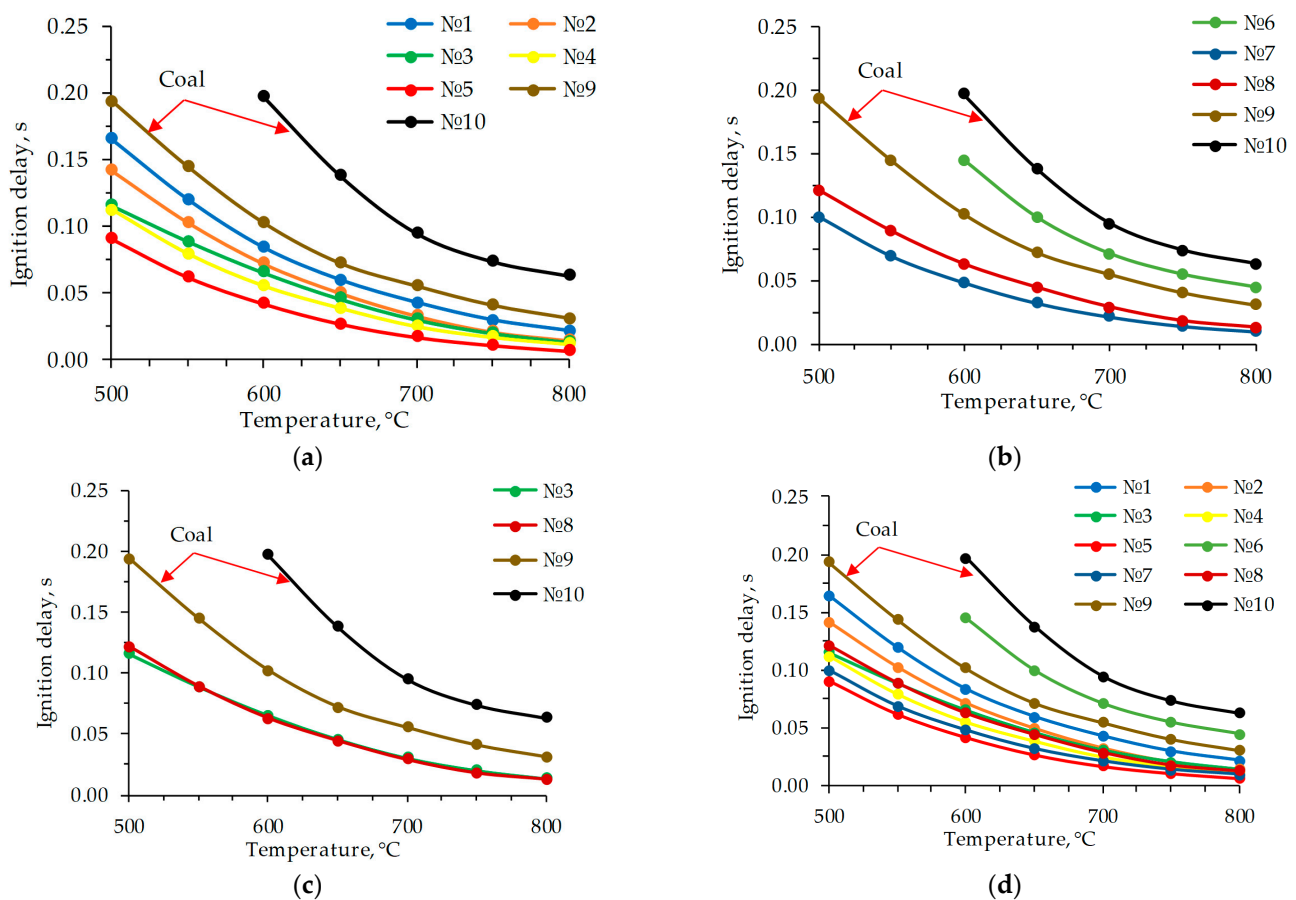 0.25
0.20
0.15
0.10
0.05
0.00
Ignition delay, s
Coal
№1 №2
№3 №4
№5 №9
№10
500 600 700 800
Temperature, °C
(a)
0.25
0.20
0.15
0.10
0.05
0.00
Ignition delay, s
Coal
№6
№7
№8
№9
№10
500 600 700 800
Temperature, °C
(b)
0.25
0.20
0.15
0.10
0.05
0.00
Ignition delay, s
Coal
№3
№8
№9
№10
500 600 700 800
Temperature, °C
(c)
0.25
0.20
0.15
0.10
0.05
0.00
Ignition delay, s
Coal
№1 №2
№3 №4
№5 №6
№7 №8
№9 №10
500 600 700 800
Temperature, °C
(d)